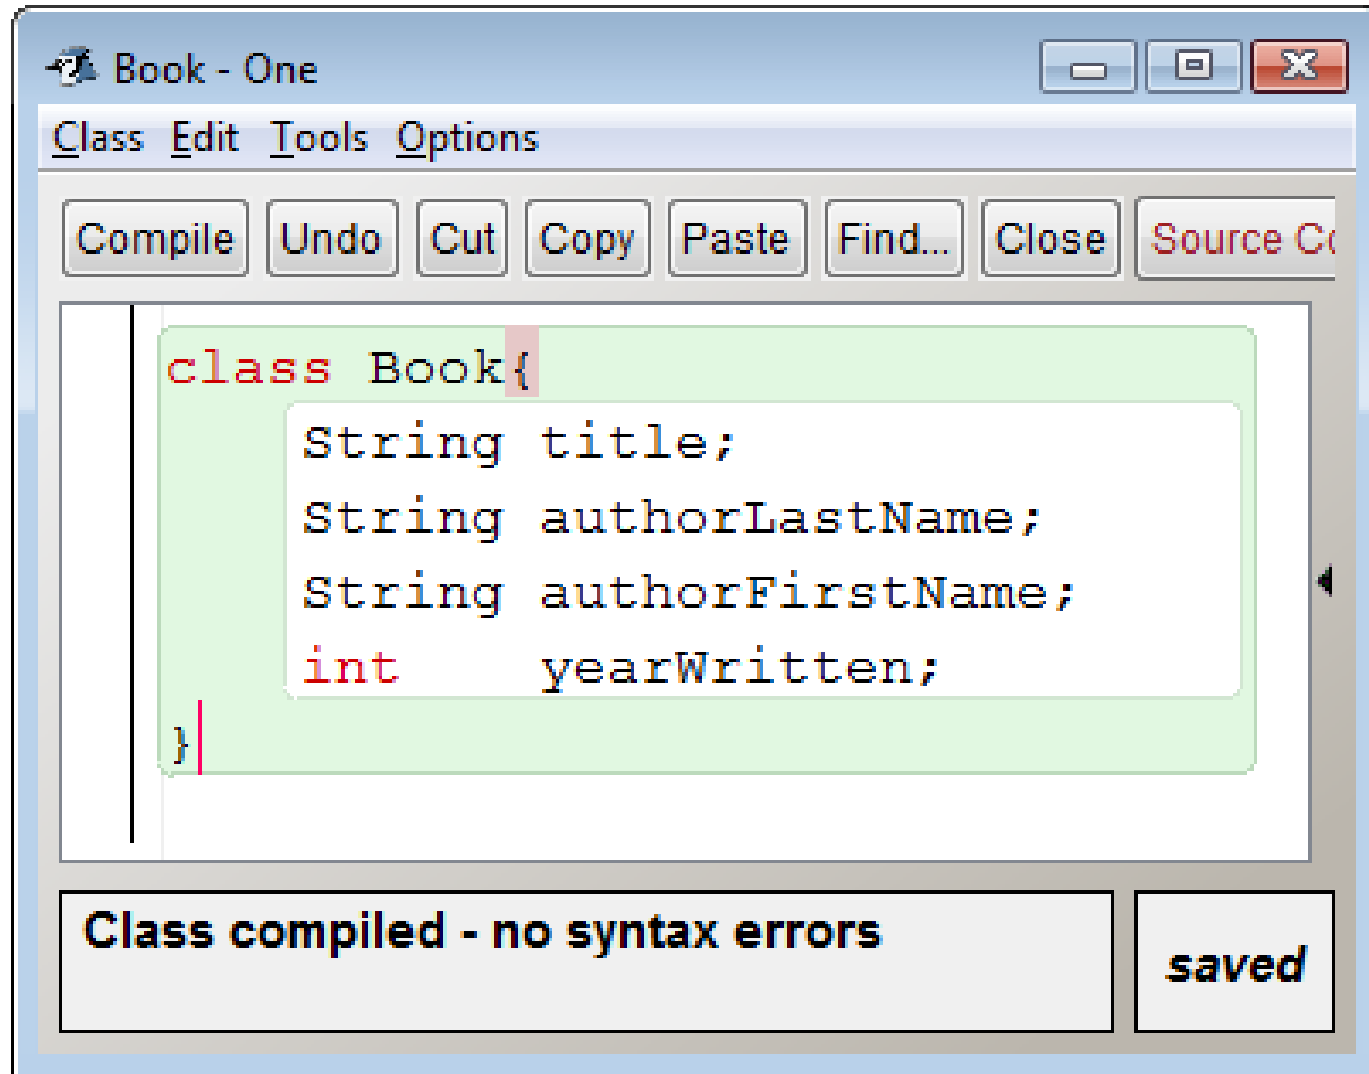 Book - One
Class Edit Tools Options
Compile Undo Cut Copy Paste Find... Close Source
class Book{
String title;
String authorLastName;
String authorFirstName;
int yearWritten;
}
Class compiled - no syntax errors
saved